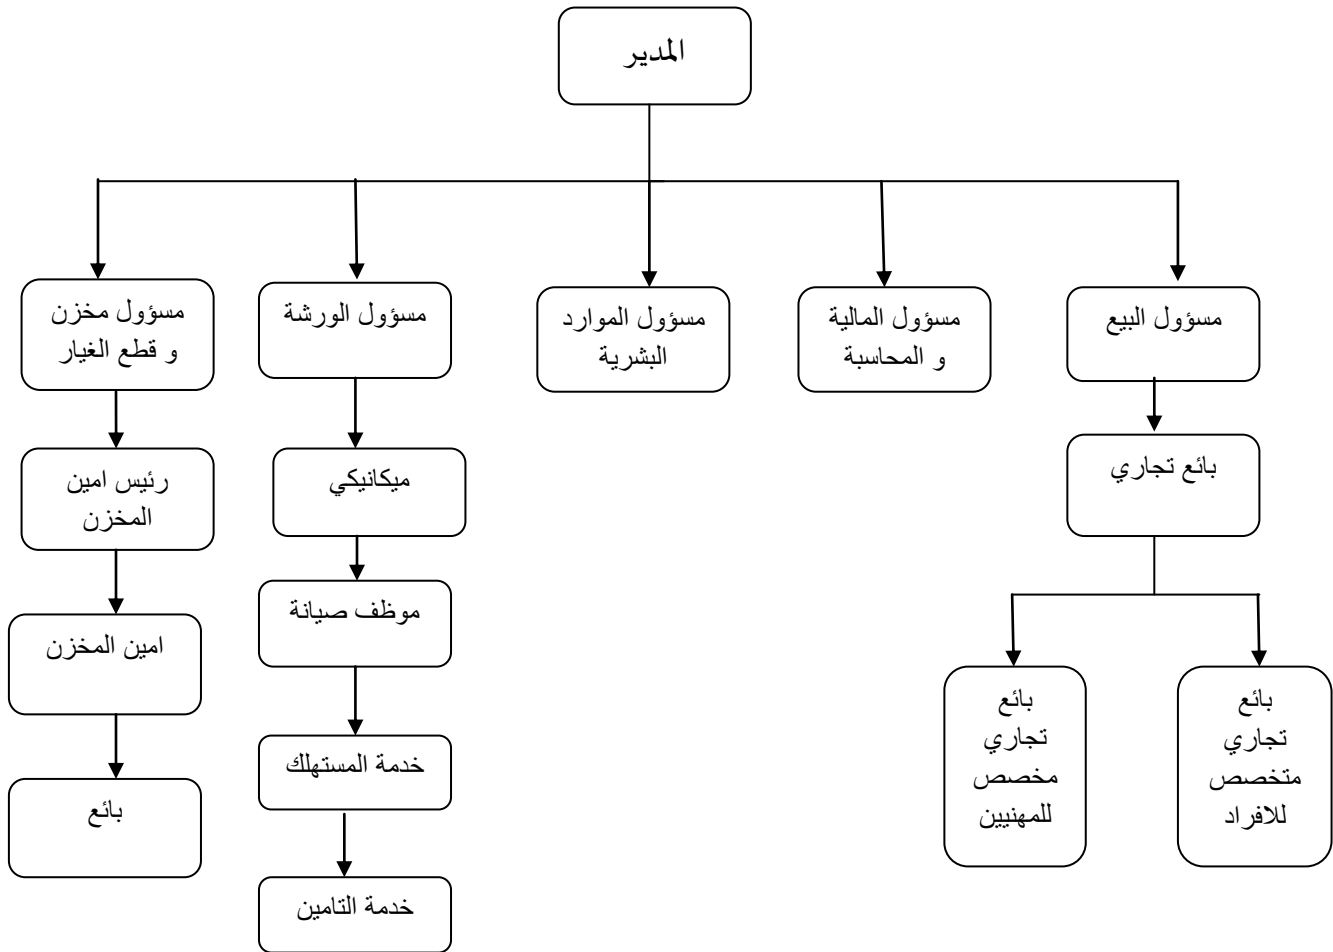 المدير
مسؤول البيع
مسؤول المالية
و المحاسبة
مسؤول الموارد
البشرية
مسؤول الورشة
مسؤول مخزن
و قطع الغيار
بائع تجاري
ميكانيكي
رئيس امين
المخزن
موظف صيانة
امين المخزن
بائع
تجاري
متخصص
للافراد
بائع
تجاري
مخصص
للمهنيين
خدمة المستهلك
بائع
خدمة التامين